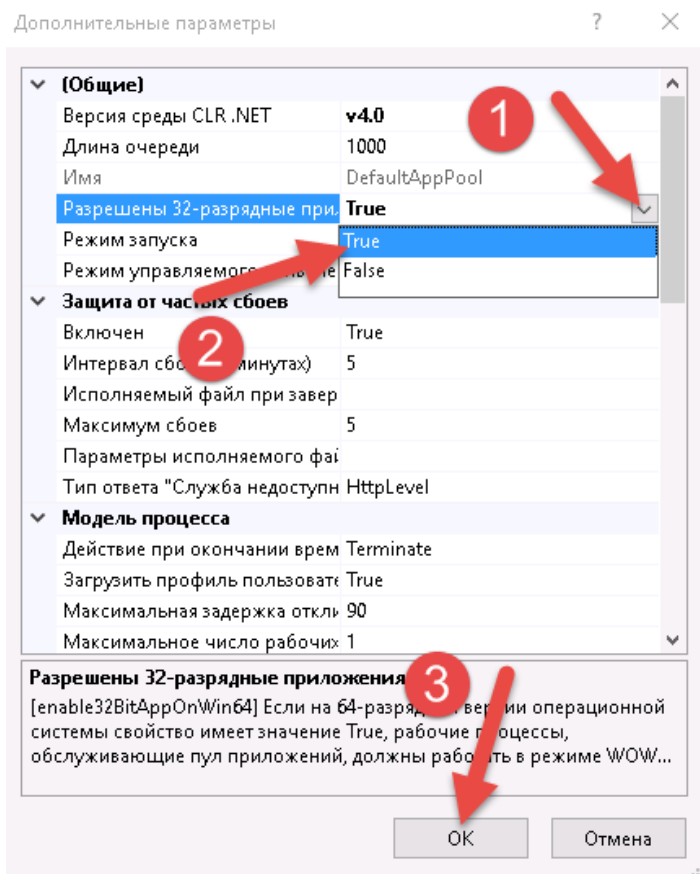 Дополнительные параметры ? ×
(Общие)
Версия среды CLR .NET v4.0
Длина очереди 1000
Имя DefaultAppPool
Разрешены 32-разрядные при. True
Режим запуска True
Режим управляемого False
Защита от частых сбоев
Включен True
Интервал минутах) 5
Исполняемый файл при завер
Максимум сбоев 5
Параметры исполняемого фай
Тип ответа "Служба недоступн HttpLevel
Модель процесса
Действие при окончании врем Terminate
Загрузить профиль пользовате True
Максимальная задержка откли 90
Максимальное число рабочих 1
Разрешены 32-разрядные приложения
[enable32BitAppOnWin64] Если на 64-разрядной версии операционной
системы свойство имеет значение True, рабочие процессы,
обслуживающие пул приложений, должны работать в режиме WOW...
OK Отмена
1
2
3